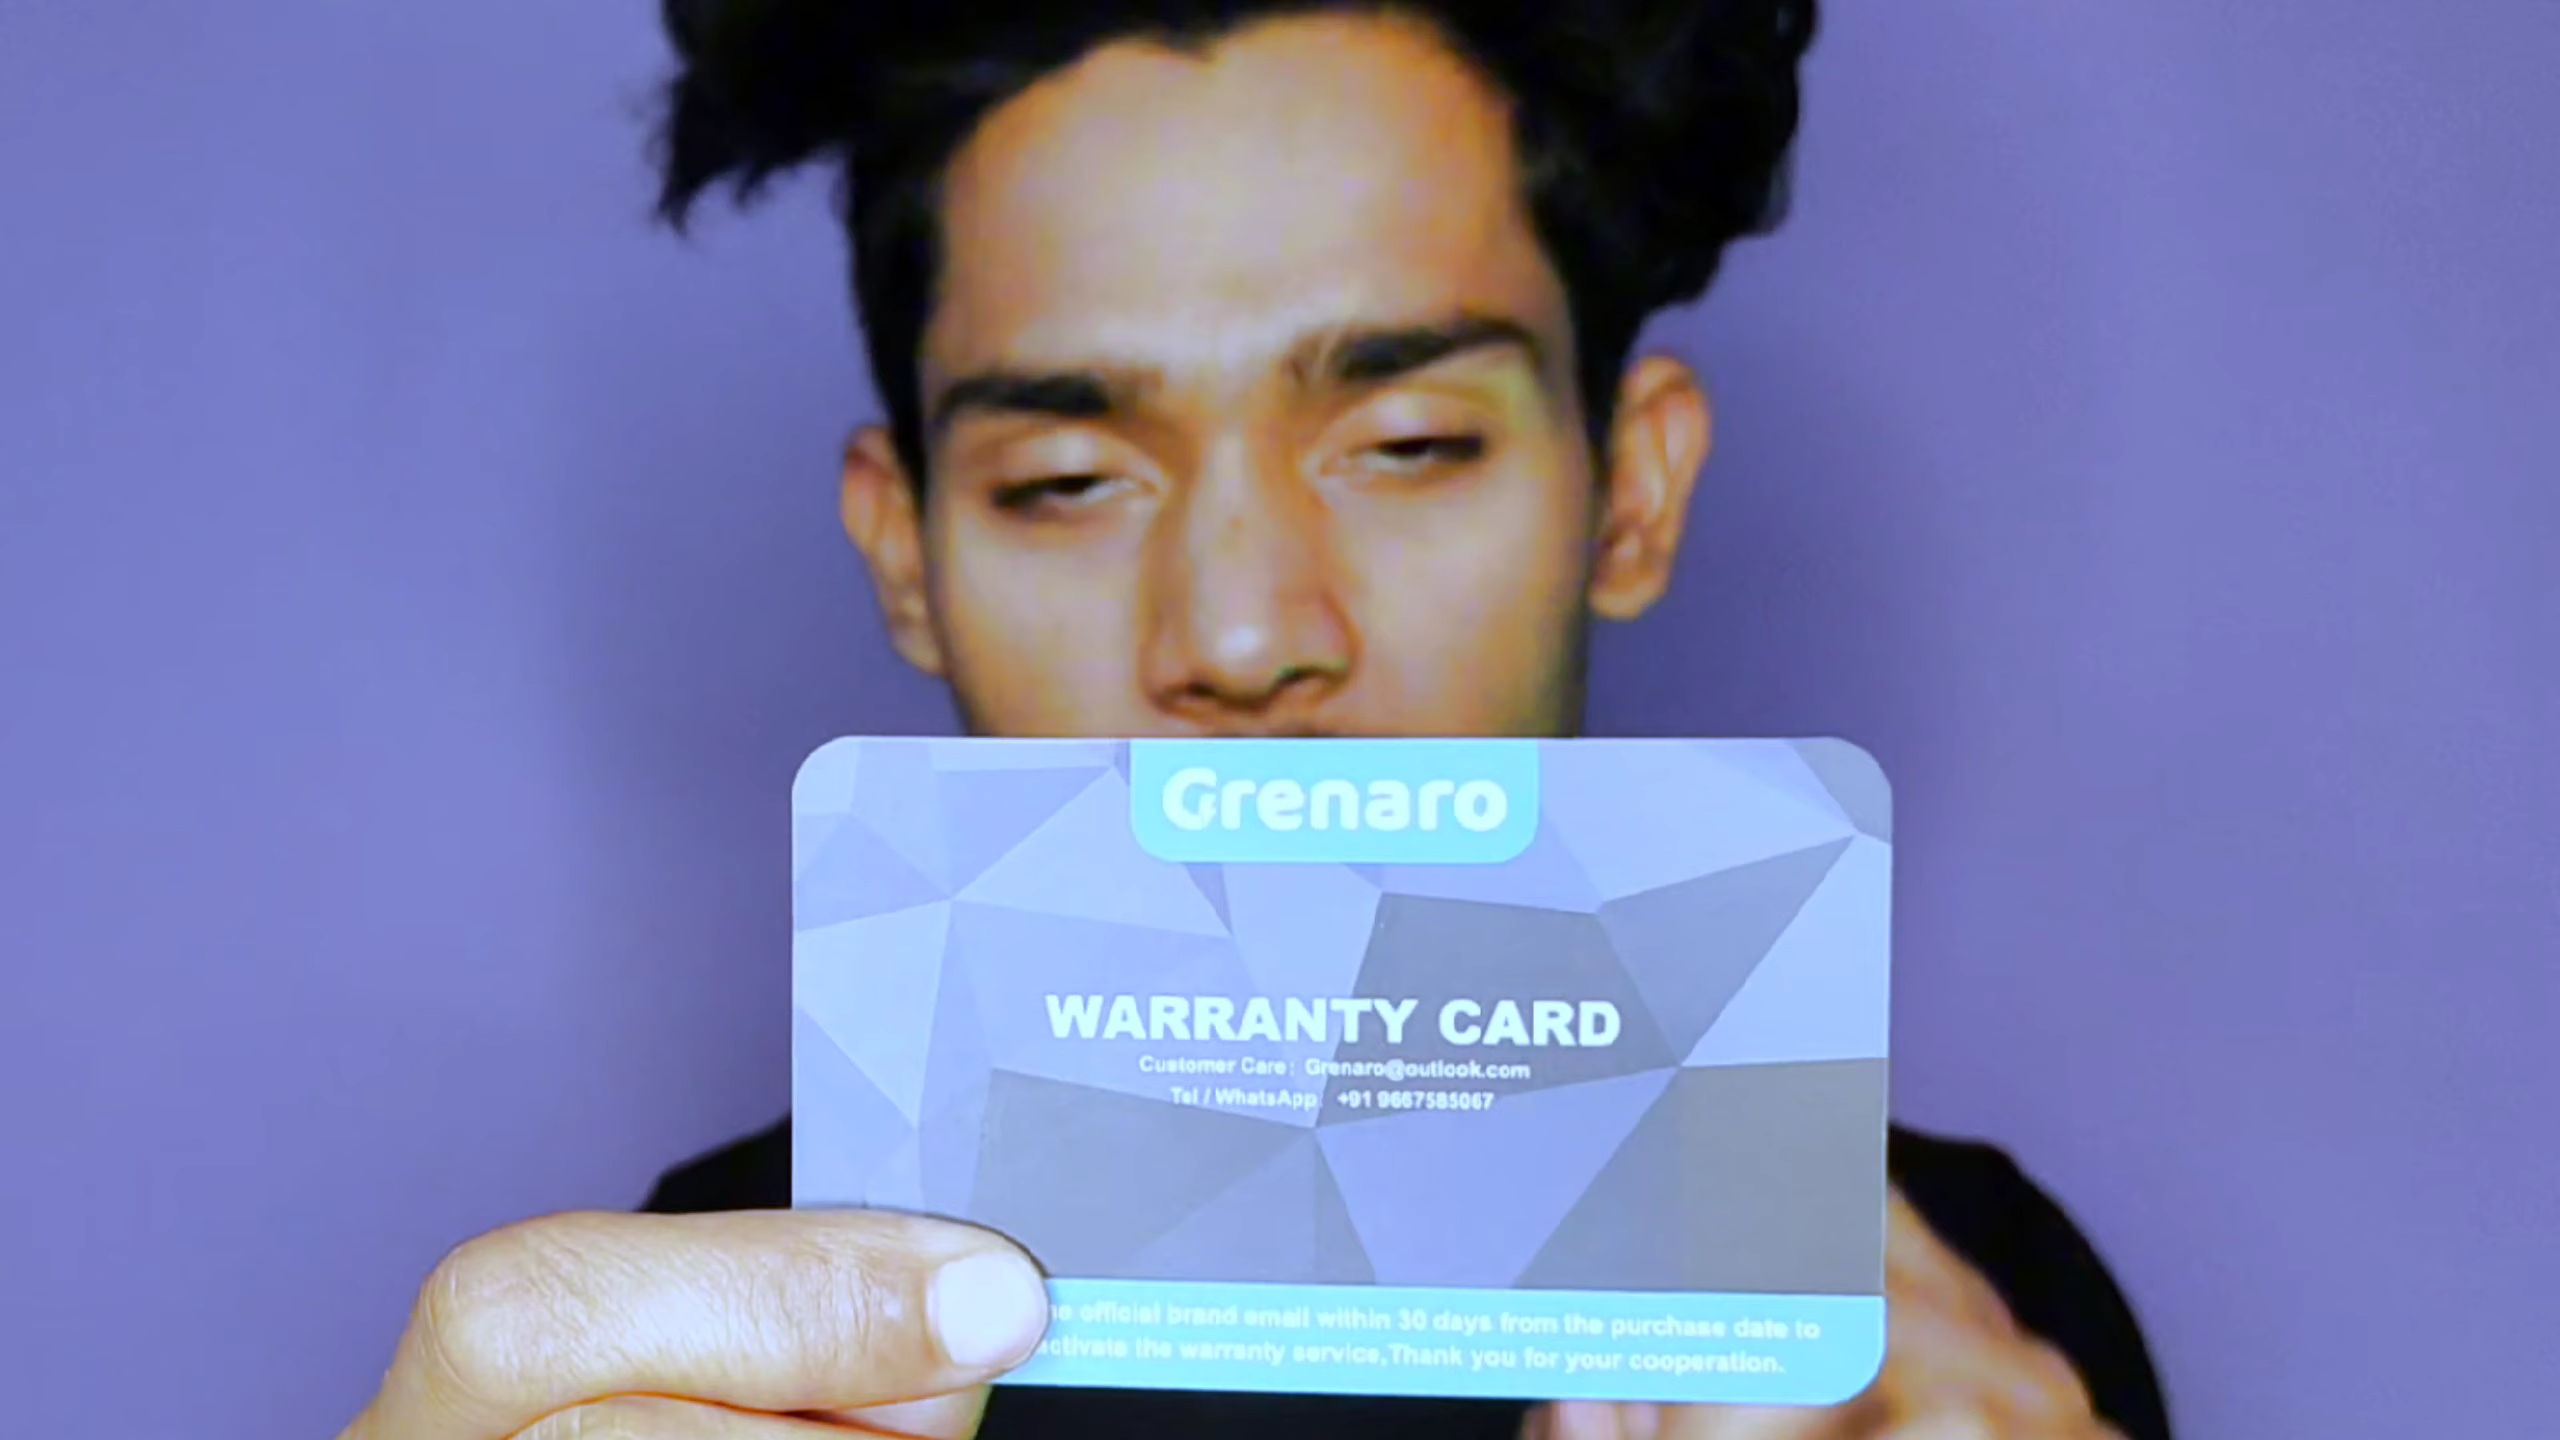 Grenaro
WARRANTY CARD
Customer Care: Grenaro@outlook.com
Tel / WhatsApp: +91 9667585067
official brand email within 30 days from the purchase date to
the warranty service,Thank you for your cooperation.